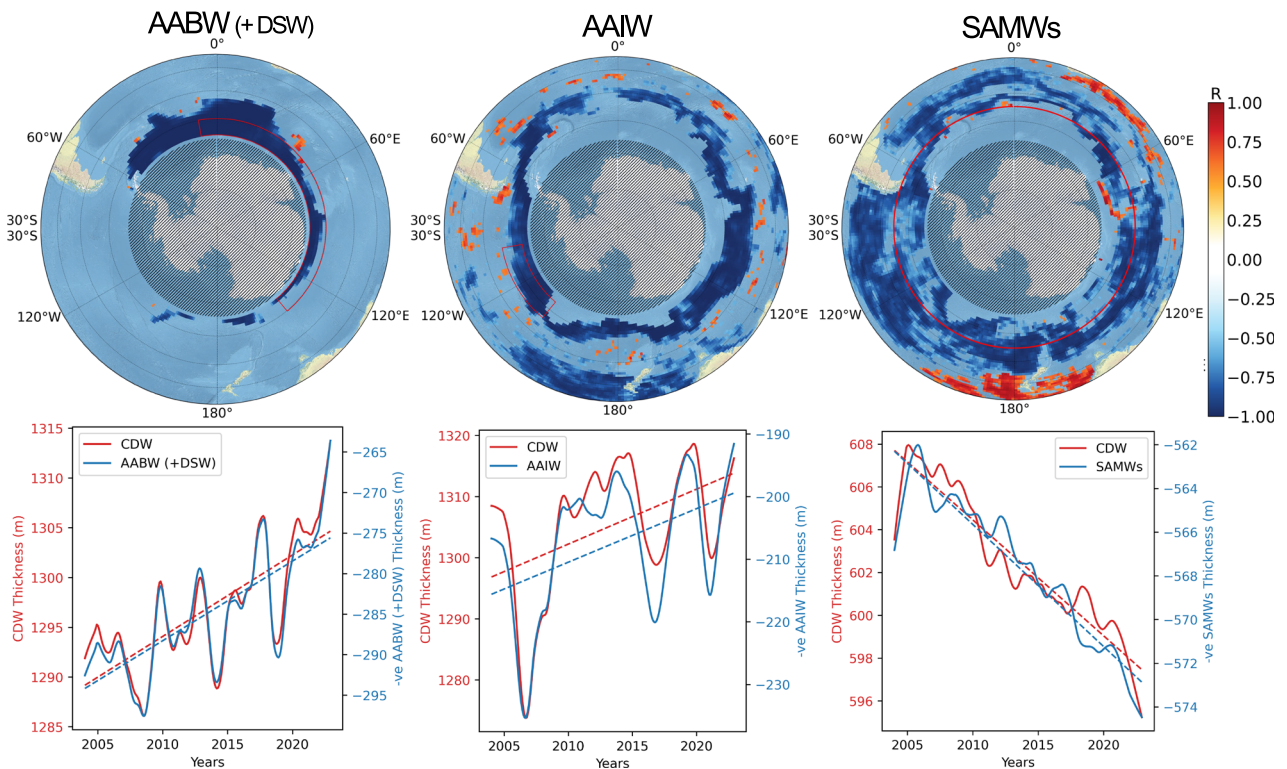 AABW (+ DSW)
AAIW
SAMWs
0°
60°W
60°E
30°S
30°S
120°W
120°E
180°
0°
60°W
60°E
30°S
30°S
120°W
120°E
180°
0°
60°W
60°E
30°S
30°S
120°W
120°E
180°
R
1.00
0.75
0.50
0.25
0.00
−0.25
−0.50
−0.75
−1.00
CDW Thickness (m)
1315
1310
1305
1300
1295
1290
1285
CDW
AABW (+DSW)
−265
−270
−275
−280
−285
−290
−295
-ve AABW (+DSW) Thickness (m)
2005
2010
2015
2020
Years
CDW Thickness (m)
1320
1310
1300
1290
1280
CDW
AAIW
−190
−200
−210
−220
−230
-ve AAIW Thickness (m)
2005
2010
2015
2020
Years
CDW Thickness (m)
608
606
604
602
600
598
596
CDW
SAMWs
−562
−564
−566
−568
−570
−572
−574
-ve SAMWs Thickness (m)
2005
2010
2015
2020
Years